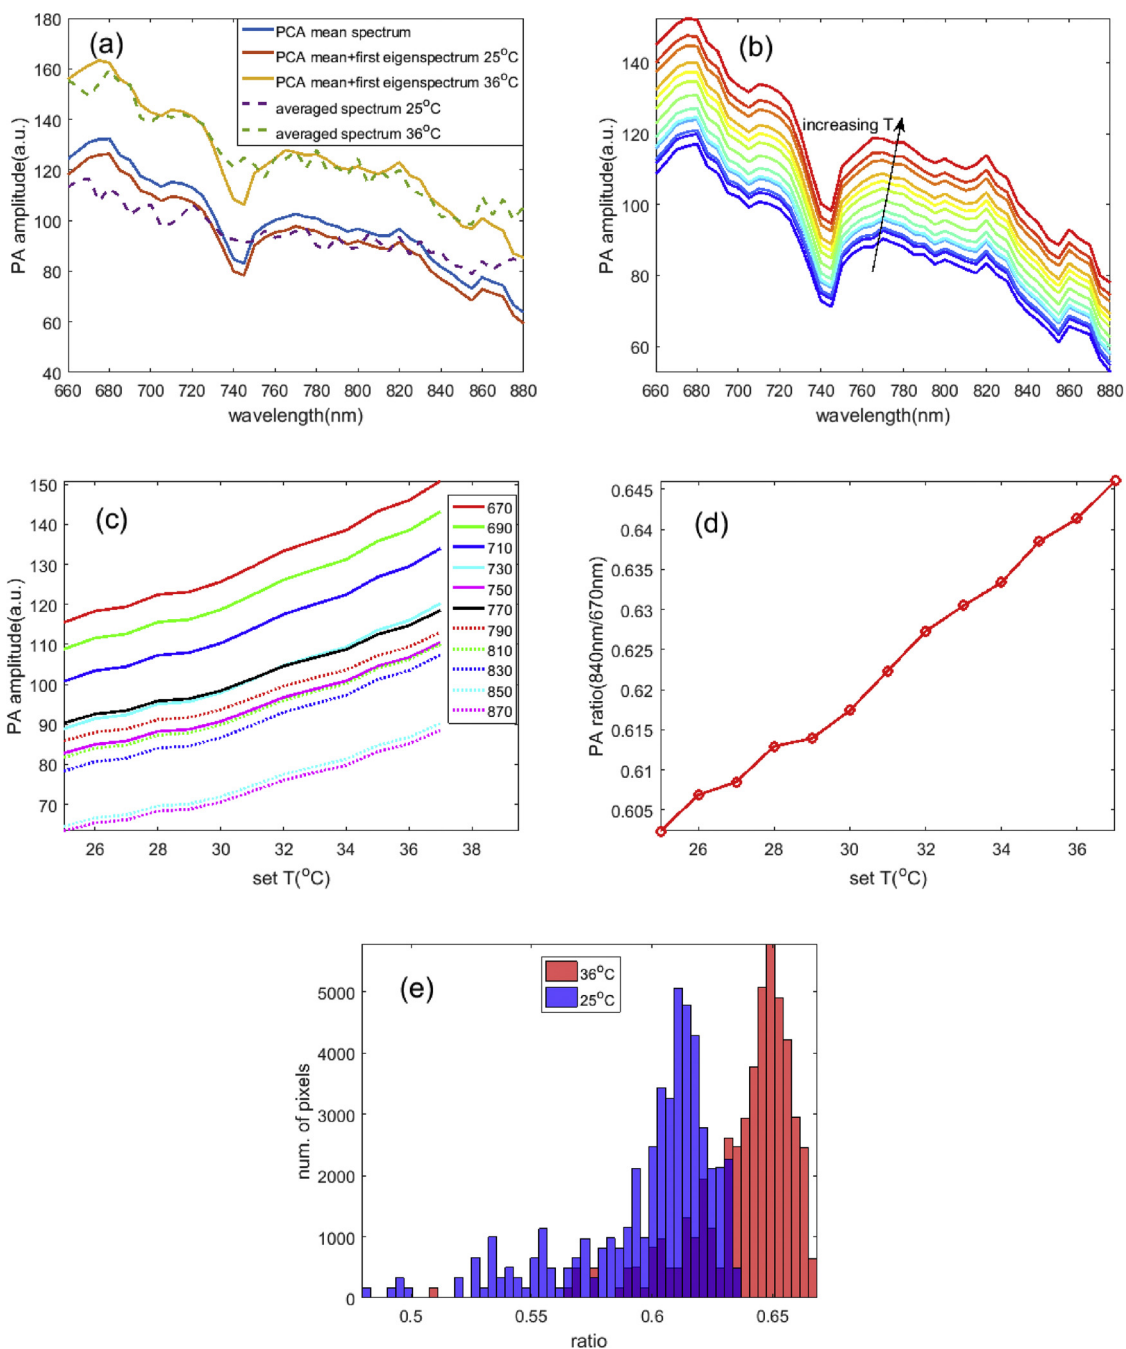 (a)
PCA mean spectrum
PCA mean+first eigenspectrum 25°C
PCA mean+first eigenspectrum 36°C
averaged spectrum 25°C
averaged spectrum 36°C
180
160
140
120
100
80
60
40
PA amplitude(a.u.)
660 680 700 720 740 760 780 800 820 840 860 880
wavelength(nm)
(b)
increasing T
140
120
100
80
60
PA amplitude(a.u.)
660 680 700 720 740 760 780 800 820 840 860 880
wavelength(nm)
(c)
670
690
710
730
750
770
790
810
830
850
870
150
140
130
120
110
100
90
80
70
PA amplitude(a.u.)
26 28 30 32 34 36 38
set T(°C)
(d)
0.645
0.64
0.635
0.63
0.625
0.62
0.615
0.61
0.605
PA ratio(840nm/670nm)
26 28 30 32 34 36
set T(°C)
(e)
36°C
25°C
5000
4000
3000
2000
1000
0
num. of pixels
0.5 0.55 0.6 0.65
ratio